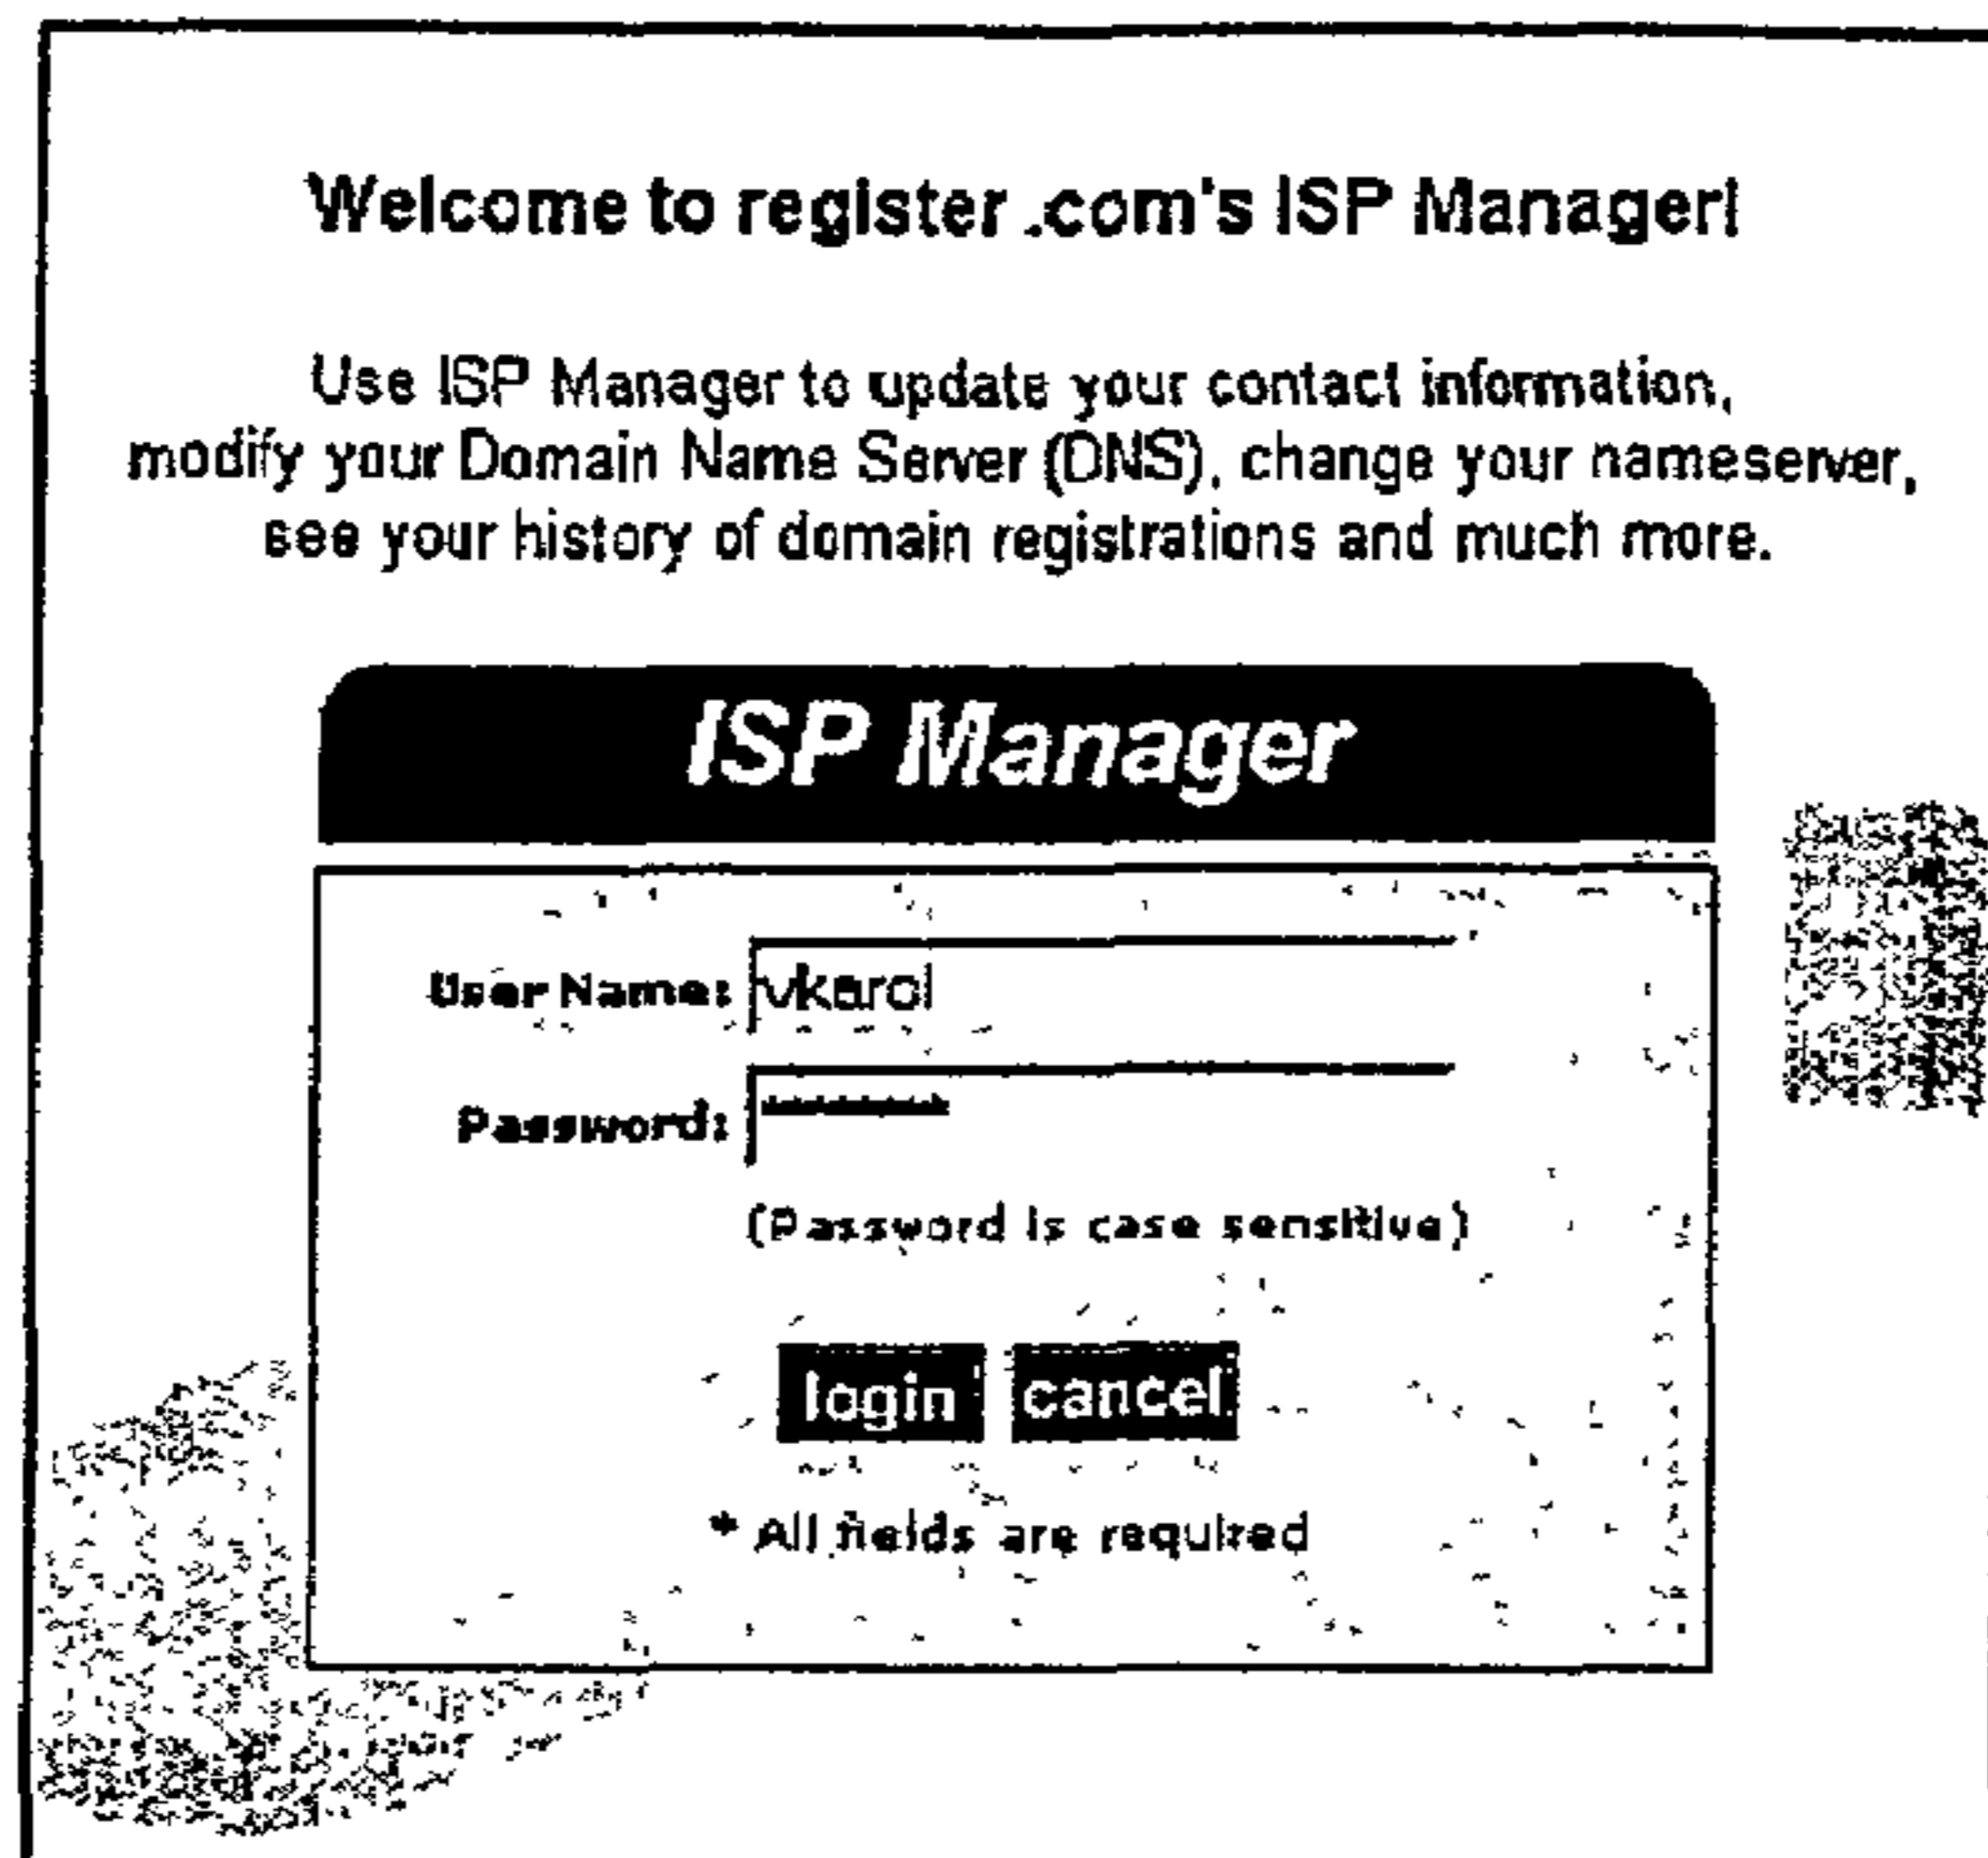 Welcome to register .com's ISP Manager!
Use ISP Manager to update your contact information,
modify your Domain Name Server (DNS), change your nameserver,
see your history of domain registrations and much more.
ISP Manager
User Name: vkarol
Password: **********
(Password is case sensitive)
login cancel
* All fields are required